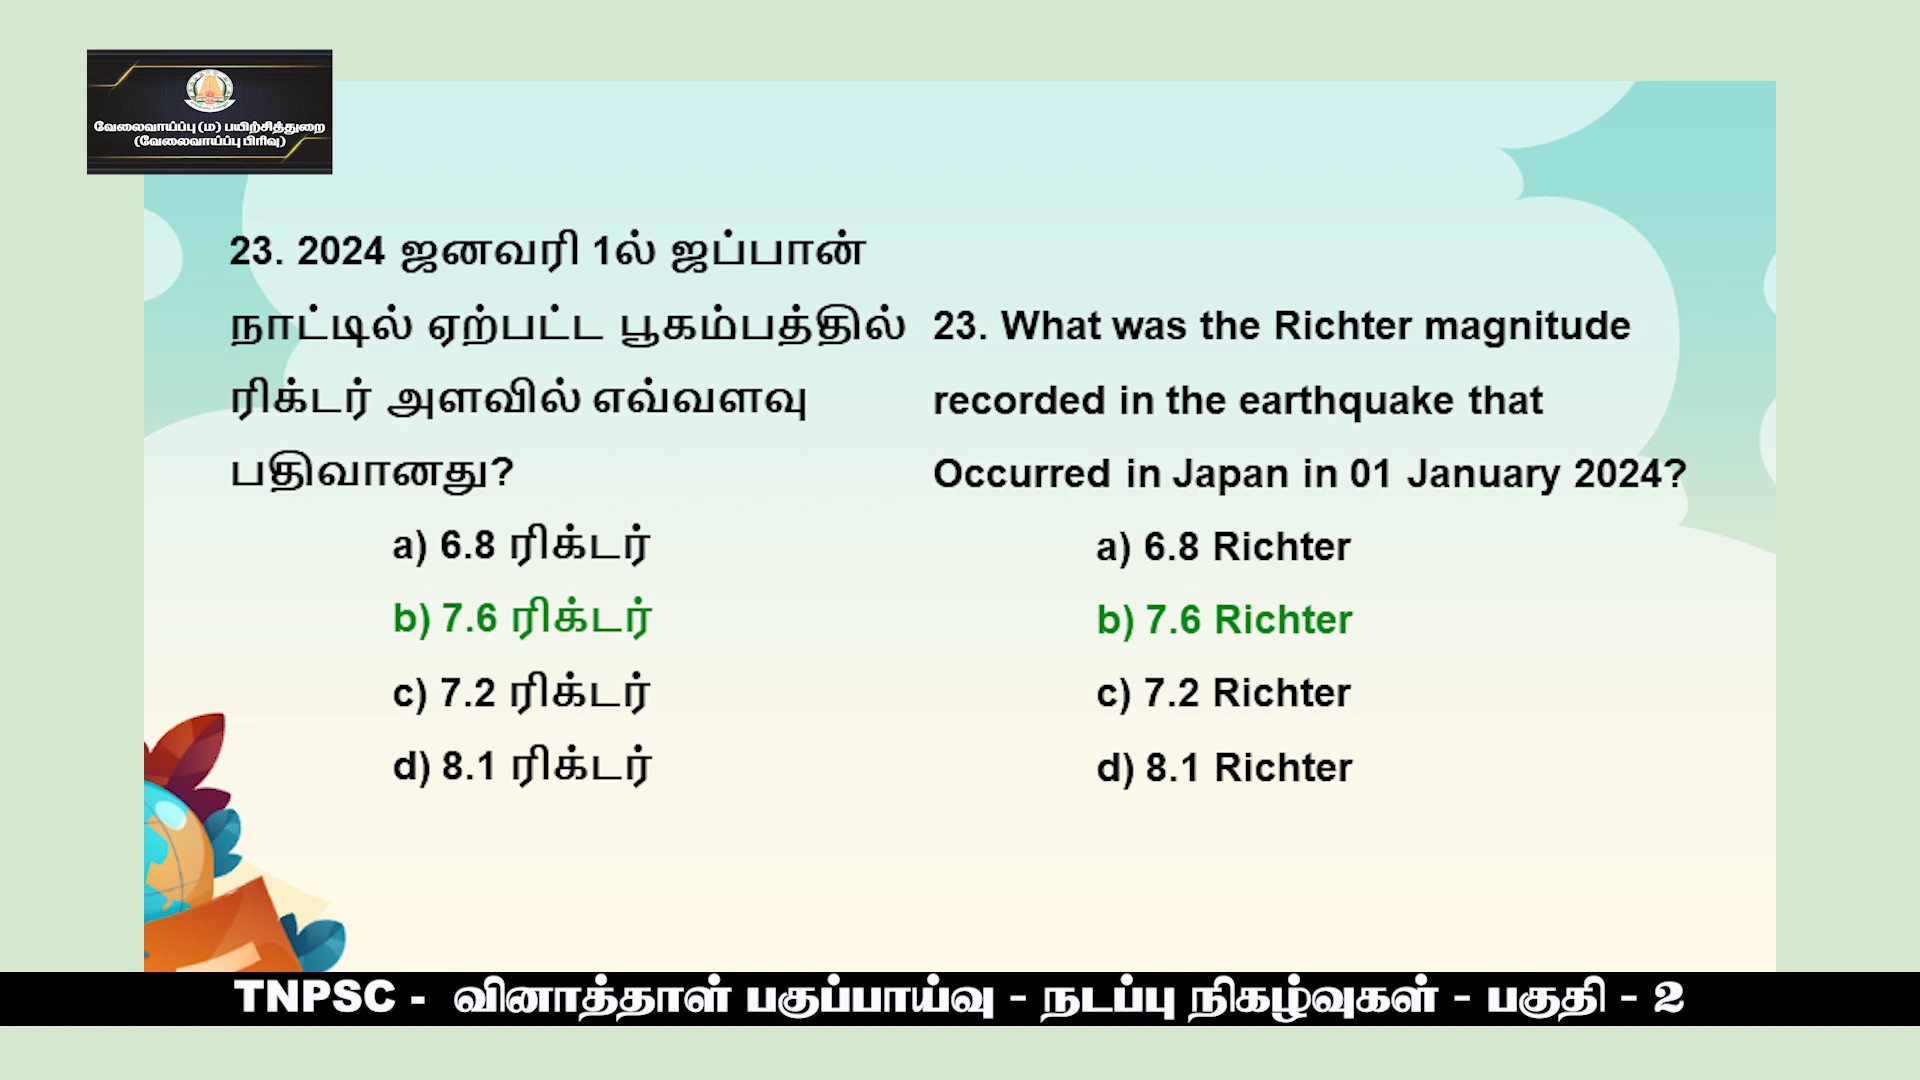 வேலைவாய்ப்பு (ம) பயிற்சித்துறை
(வேலைவாய்ப்பு பிரிவு)
23. 2024 ஜனவரி 1ல் ஜப்பான்
நாட்டில் ஏற்பட்ட பூகம்பத்தில்
ரிக்டர் அளவில் எவ்வளவு
பதிவானது?
a) 6.8 ரிக்டர்
b) 7.6 ரிக்டர்
c) 7.2 ரிக்டர்
d) 8.1 ரிக்டர்
23. What was the Richter magnitude
recorded in the earthquake that
Occurred in Japan in 01 January 2024?
a) 6.8 Richter
b) 7.6 Richter
c) 7.2 Richter
d) 8.1 Richter
TNPSC - வினாத்தாள் பகுப்பாய்வு - நடப்பு நிகழ்வுகள் - பகுதி - 2